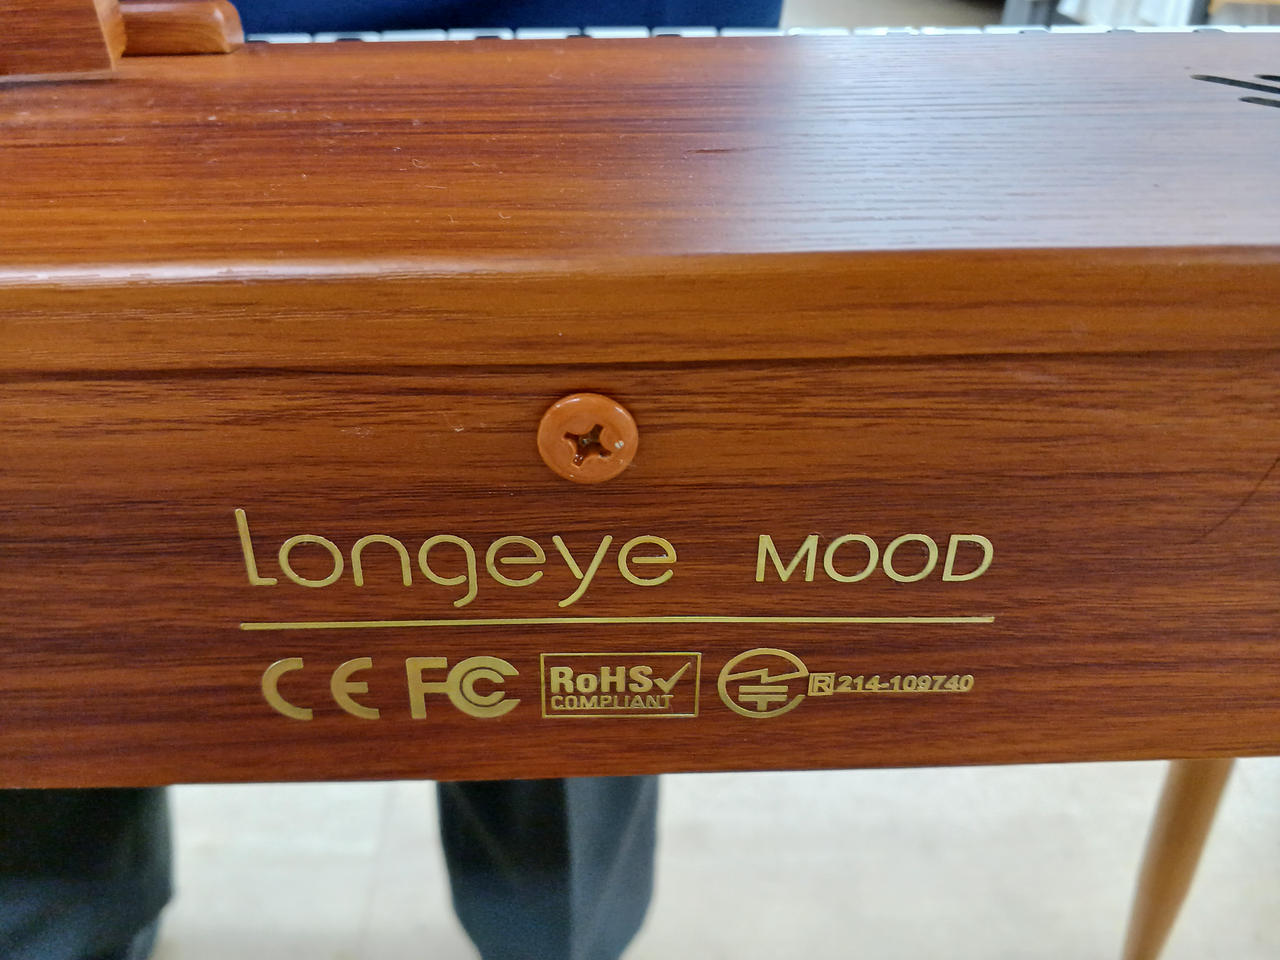 Longeye MOOD
CE FC RoHS✓ R 214-109740
COMPLIANT